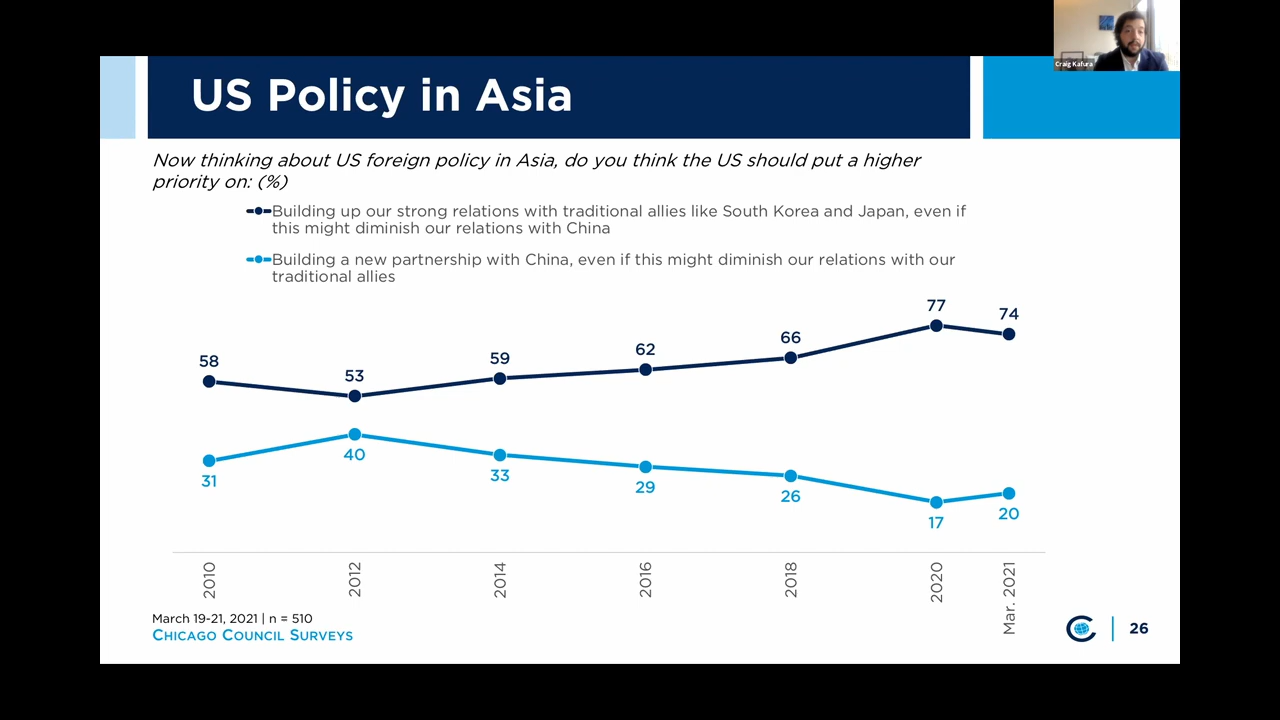 Craig Kafura
US Policy in Asia
Now thinking about US foreign policy in Asia, do you think the US should put a higher
priority on: (%)
Building up our strong relations with traditional allies like South Korea and Japan, even if
this might diminish our relations with China
Building a new partnership with China, even if this might diminish our relations with our
traditional allies
58
53
59
62
66
77
74
31
40
33
29
26
17
20
2010
2012
2014
2016
2018
2020
Mar. 2021
March 19-21, 2021 | n = 510
CHICAGO COUNCIL SURVEYS
26